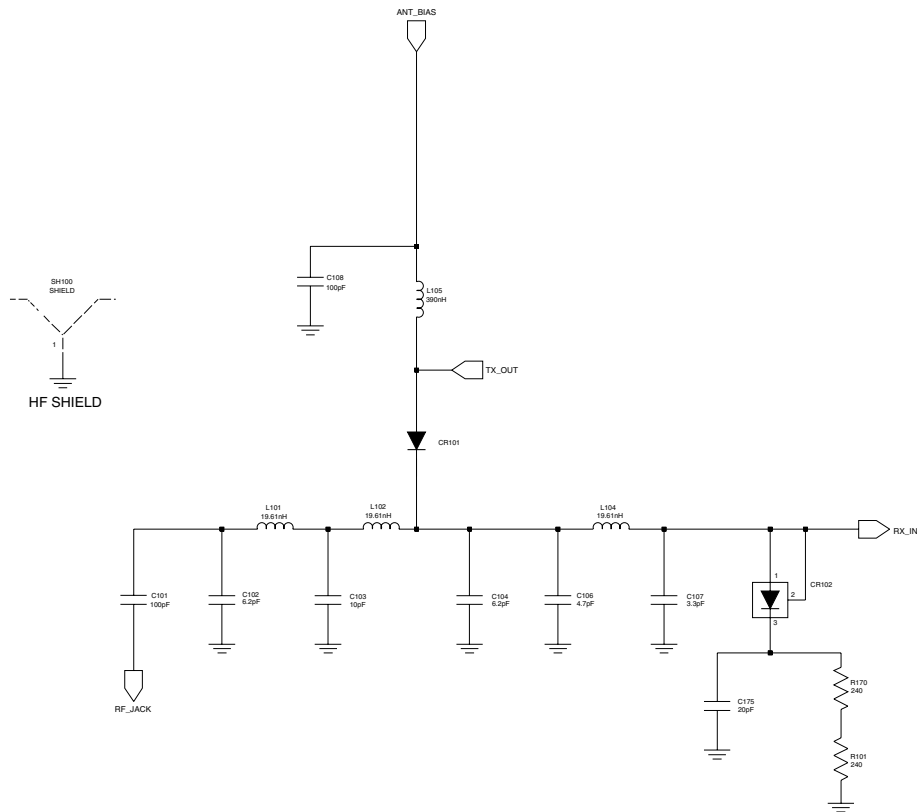 ANT_BIAS
C108
100pF
L105
390nH
SH100
SHIELD
1
HF SHIELD
TX_OUT
CR101
L101
19.61nH
L102
19.61nH
L104
19.61nH
RX_IN
C101
100pF
C102
6.2pF
C103
10pF
C104
6.2pF
C106
4.7pF
C107
3.3pF
1
CR102
2
3
RF_JACK
C175
20pF
R170
240
R101
240